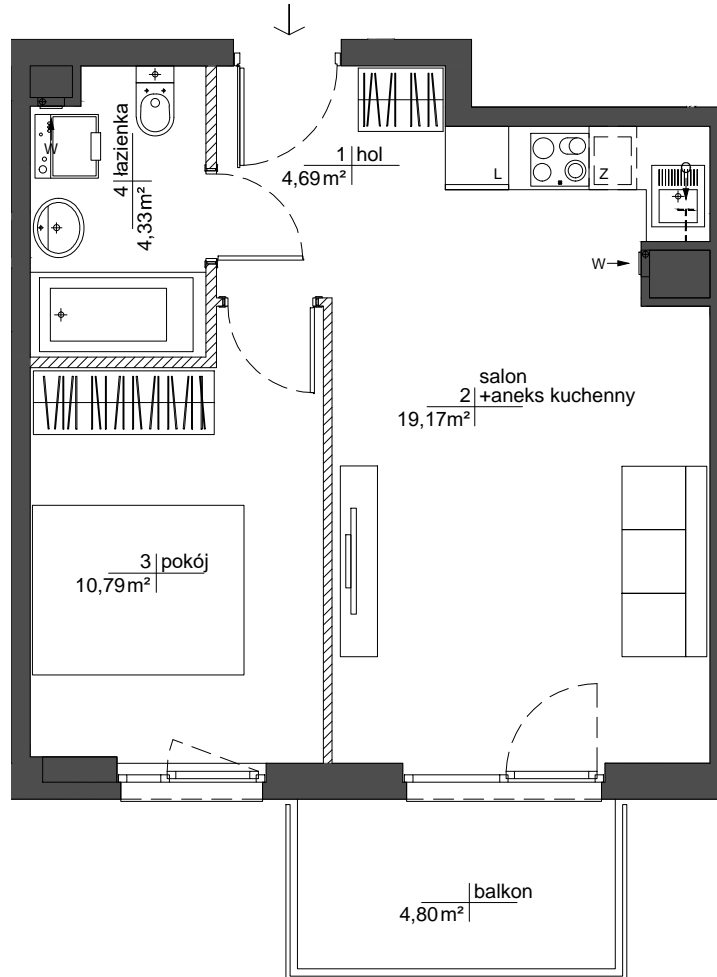 1 hol
4,69 m²
4 łazienka
4,33 m²
W
L
Z
W
salon
2 +aneks kuchenny
19,17 m²
3 pokój
10,79 m²
balkon
4,80 m²